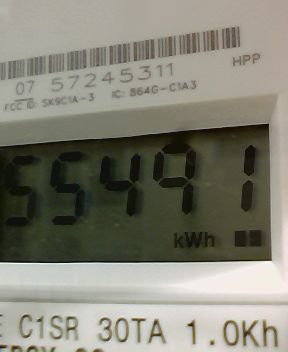 07 57245311
HPP
FCC ID: SK9C1A-3 IC: 864G-C1A3
55491
kWh
C1SR 30TA 1.0Kh